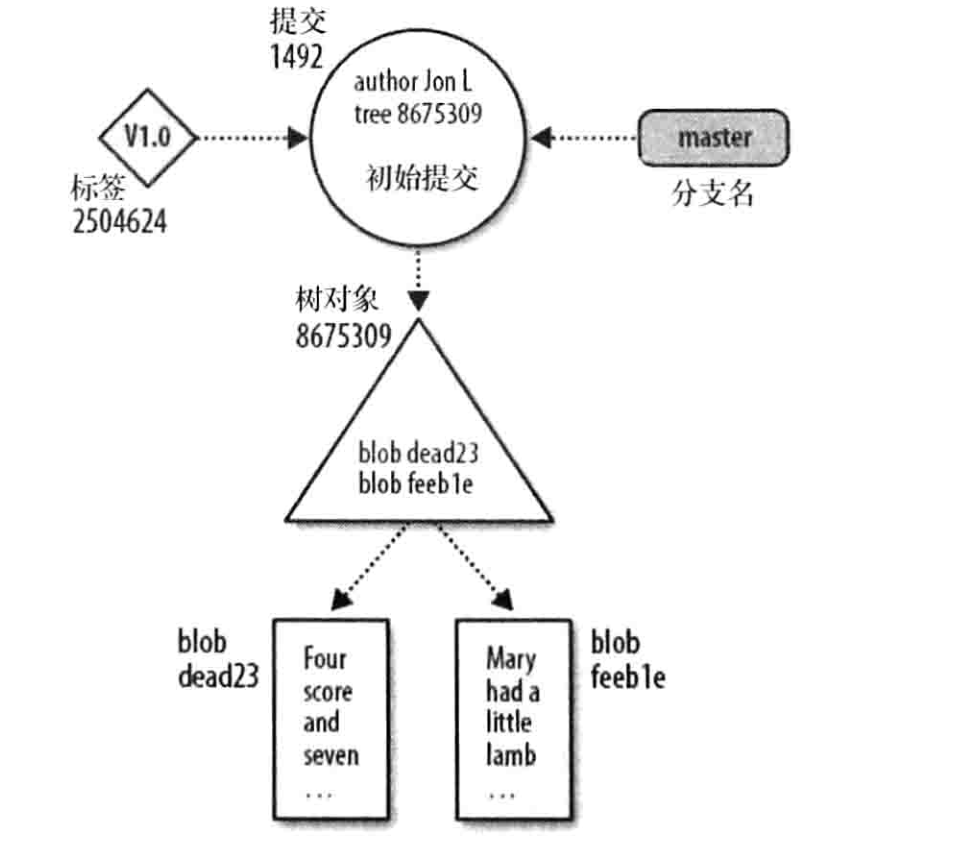 提交
1492
author Jon L
tree 8675309
初始提交
V1.0
标签
2504624
master
分支名
树对象
8675309
blob dead23
blob feeb1e
blob
dead23
Four
score
and
seven
...
Mary
had a
little
lamb
...
blob
feeb1e